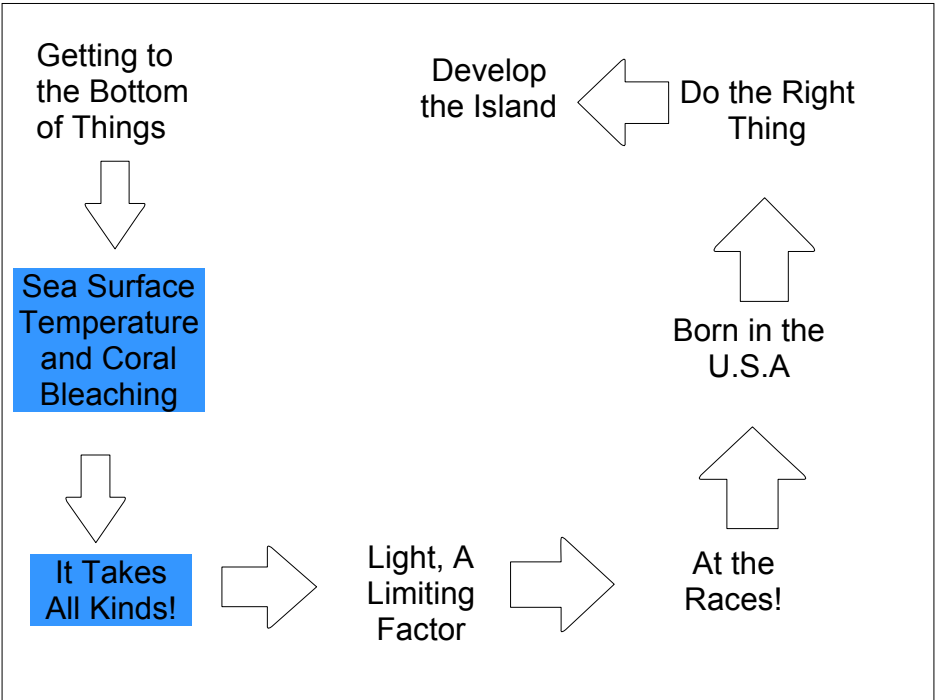 Getting to
the Bottom
of Things
Sea Surface
Temperature
and Coral
Bleaching
It Takes
All Kinds!
Light, A
Limiting
Factor
At the
Races!
Born in the
U.S.A
Do the Right
Thing
Develop
the Island